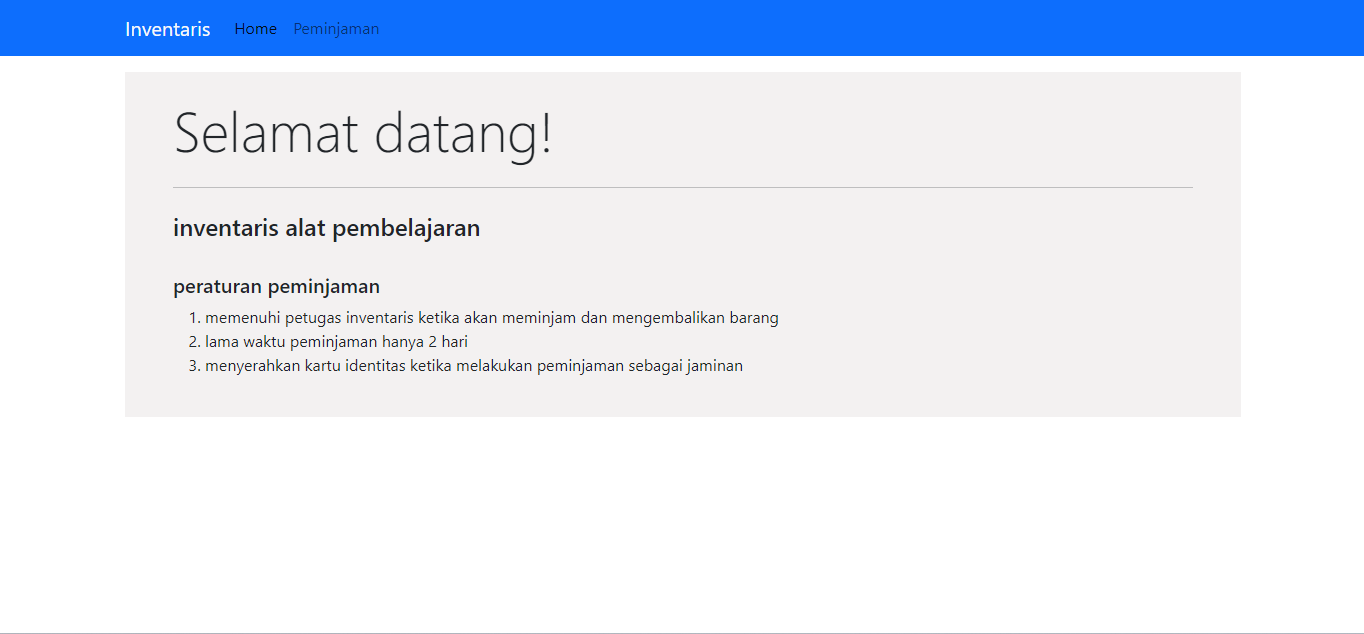 Inventaris Home Peminjaman
Selamat datang!
inventaris alat pembelajaran
peraturan peminjaman
1. memenuhi petugas inventaris ketika akan meminjam dan mengembalikan barang
2. lama waktu peminjaman hanya 2 hari
3. menyerahkan kartu identitas ketika melakukan peminjaman sebagai jaminan